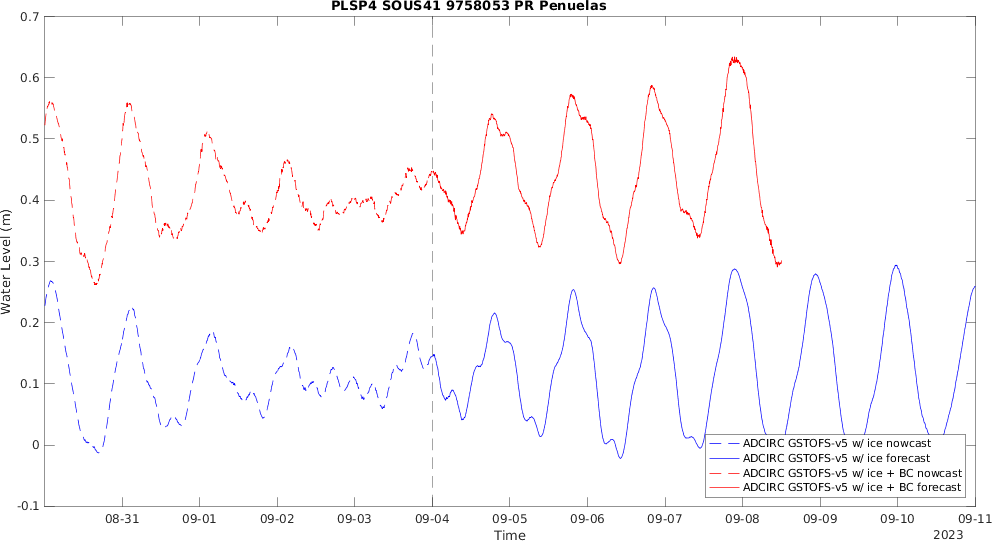 PLSP4 SOUS41 9758053 PR Penuelas
0.7
0.6
0.5
0.4
0.3
0.2
0.1
0
-0.1
Water Level (m)
ADCIRC GSTOFS-v5 w/ ice nowcast
ADCIRC GSTOFS-v5 w/ ice forecast
ADCIRC GSTOFS-v5 w/ ice + BC nowcast
ADCIRC GSTOFS-v5 w/ ice + BC forecast
08-31 09-01 09-02 09-03 09-04 09-05 09-06 09-07 09-08 09-09 09-10 09-11
Time
2023